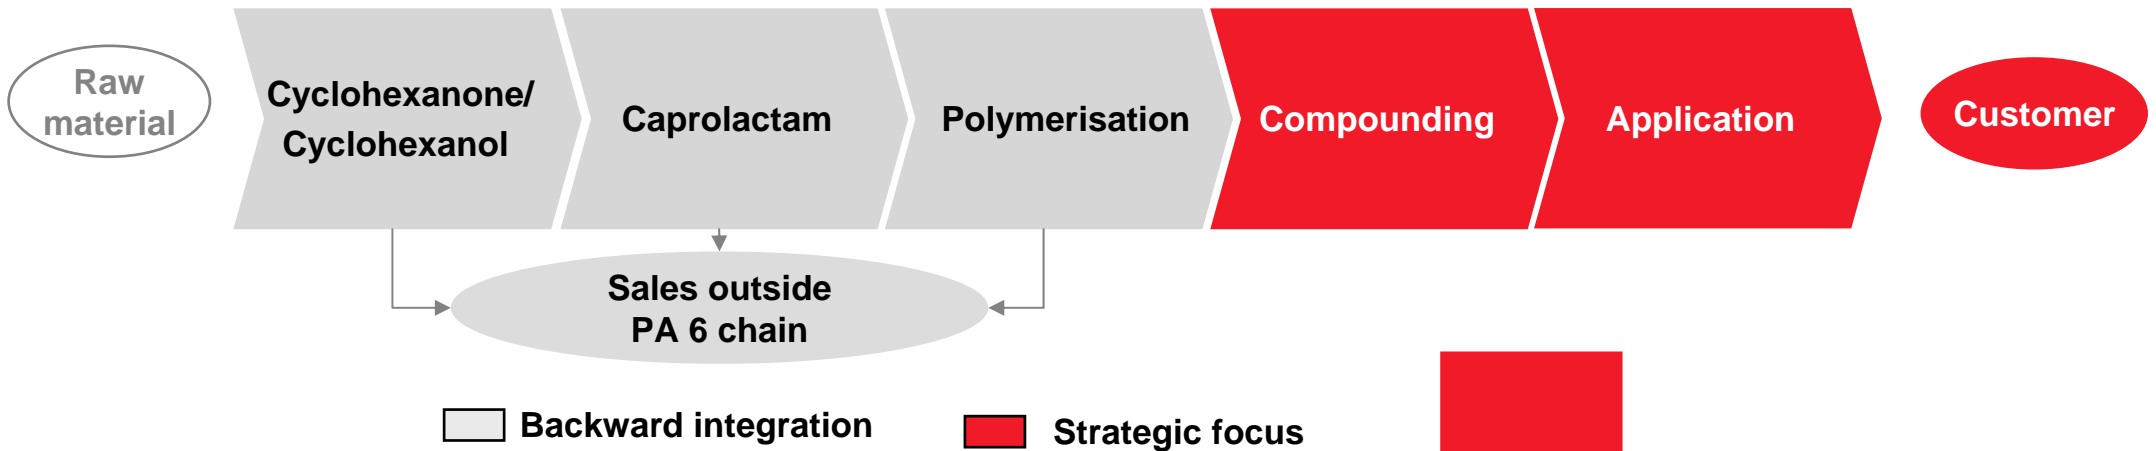 Raw
material
Cyclohexanone/
Cyclohexanol
Caprolactam
Polymerisation
Compounding
Application
Customer
Sales outside
PA 6 chain
Backward integration
Strategic focus